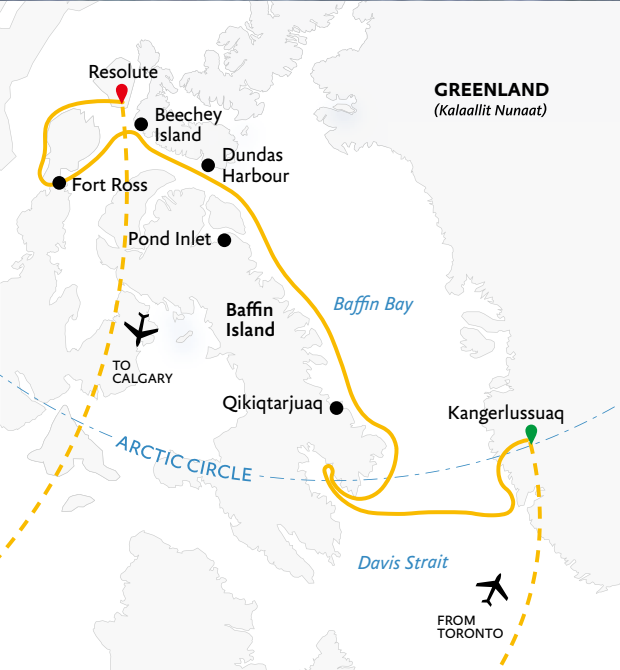 Resolute
GREENLAND
(Kalaallit Nunaat)
Beechey
Island
Dundas
Harbour
Fort Ross
Pond Inlet
Baffin Bay
Baffin
Island
TO
CALGARY
Qikiqtarjuaq
Kangerlussuaq
ARCTIC CIRCLE
Davis Strait
FROM
TORONTO